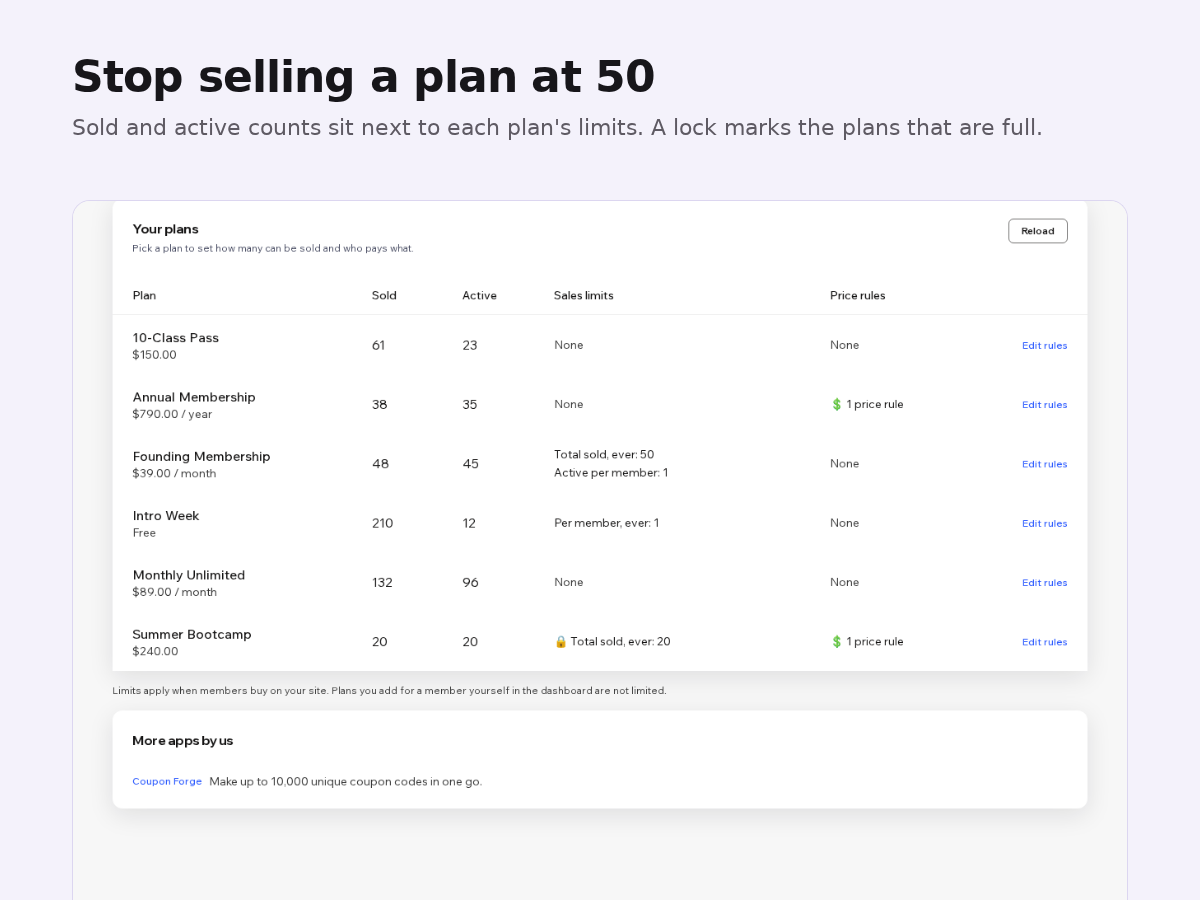 Stop selling a plan at 50
Sold and active counts sit next to each plan's limits. A lock marks the plans that are full.
Your plans
Pick a plan to set how many can be sold and who pays what.
Reload
Plan Sold Active Sales limits Price rules
10-Class Pass
$150.00
61 23 None None Edit rules
Annual Membership
$790.00 / year
38 35 None 💲 1 price rule Edit rules
Founding Membership
$39.00 / month
48 45 Total sold, ever: 50
Active per member: 1
None Edit rules
Intro Week
Free
210 12 Per member, ever: 1 None Edit rules
Monthly Unlimited
$89.00 / month
132 96 None None Edit rules
Summer Bootcamp
$240.00
20 20 🔒 Total sold, ever: 20 💲 1 price rule Edit rules
Limits apply when members buy on your site. Plans you add for a member yourself in the dashboard are not limited.
More apps by us
Coupon Forge Make up to 10,000 unique coupon codes in one go.